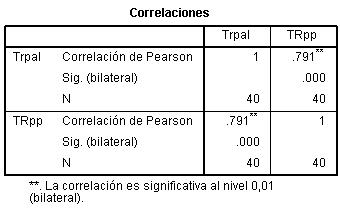 Correlaciones
Trpal TRpp
Trpal Correlación de Pearson 1 .791**
Sig. (bilateral) .000
N 40 40
TRpp Correlación de Pearson .791** 1
Sig. (bilateral) .000
N 40 40
**. La correlación es significativa al nivel 0,01
(bilateral).